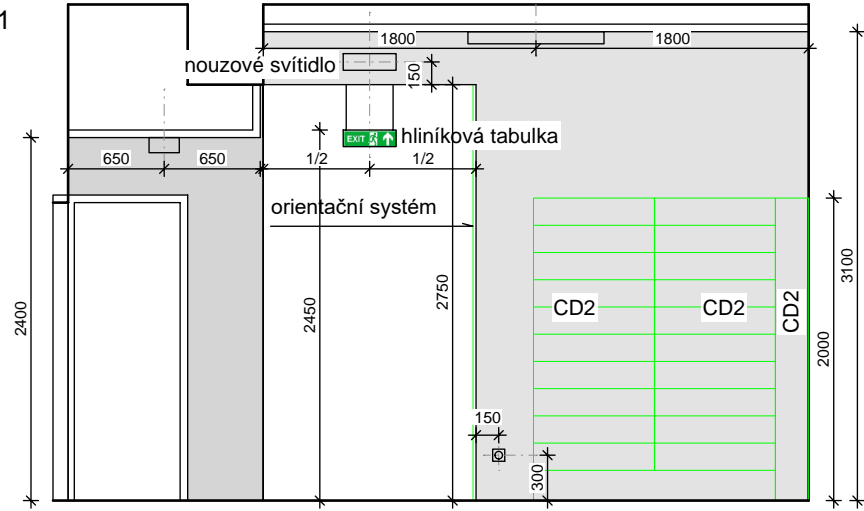 1
1800
1800
nouzové svítidlo
150
EXIT
hliníková tabulka
650
650
1/2
1/2
orientační systém
2400
2450
2750
CD2
CD2
CD2
2000
3100
150
300